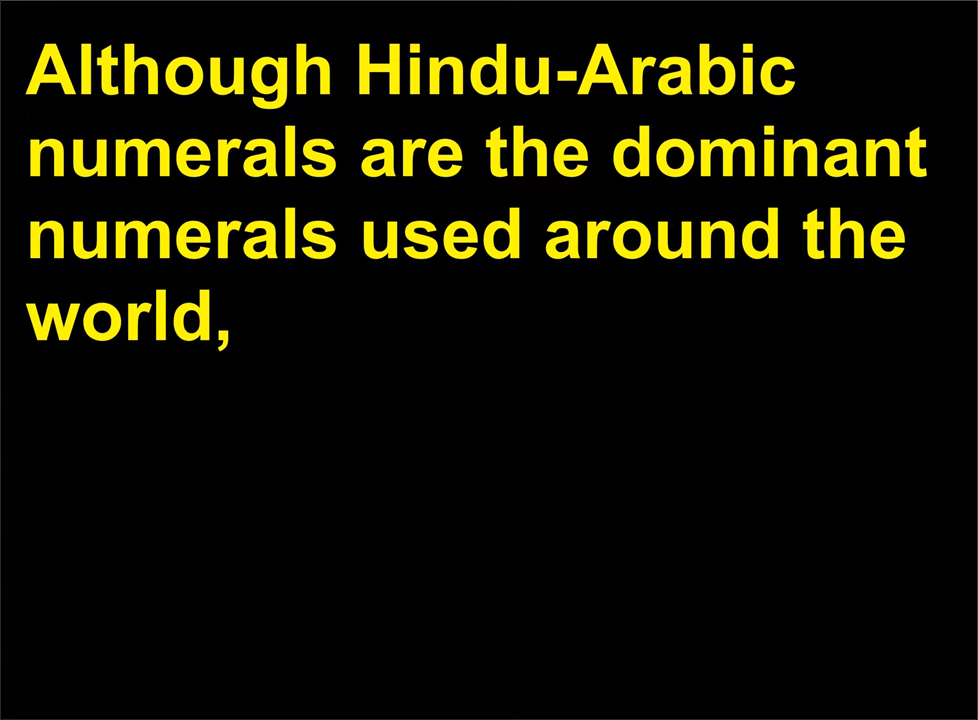 Although Hindu-Arabic
numerals are the dominant
numerals used around the
world,